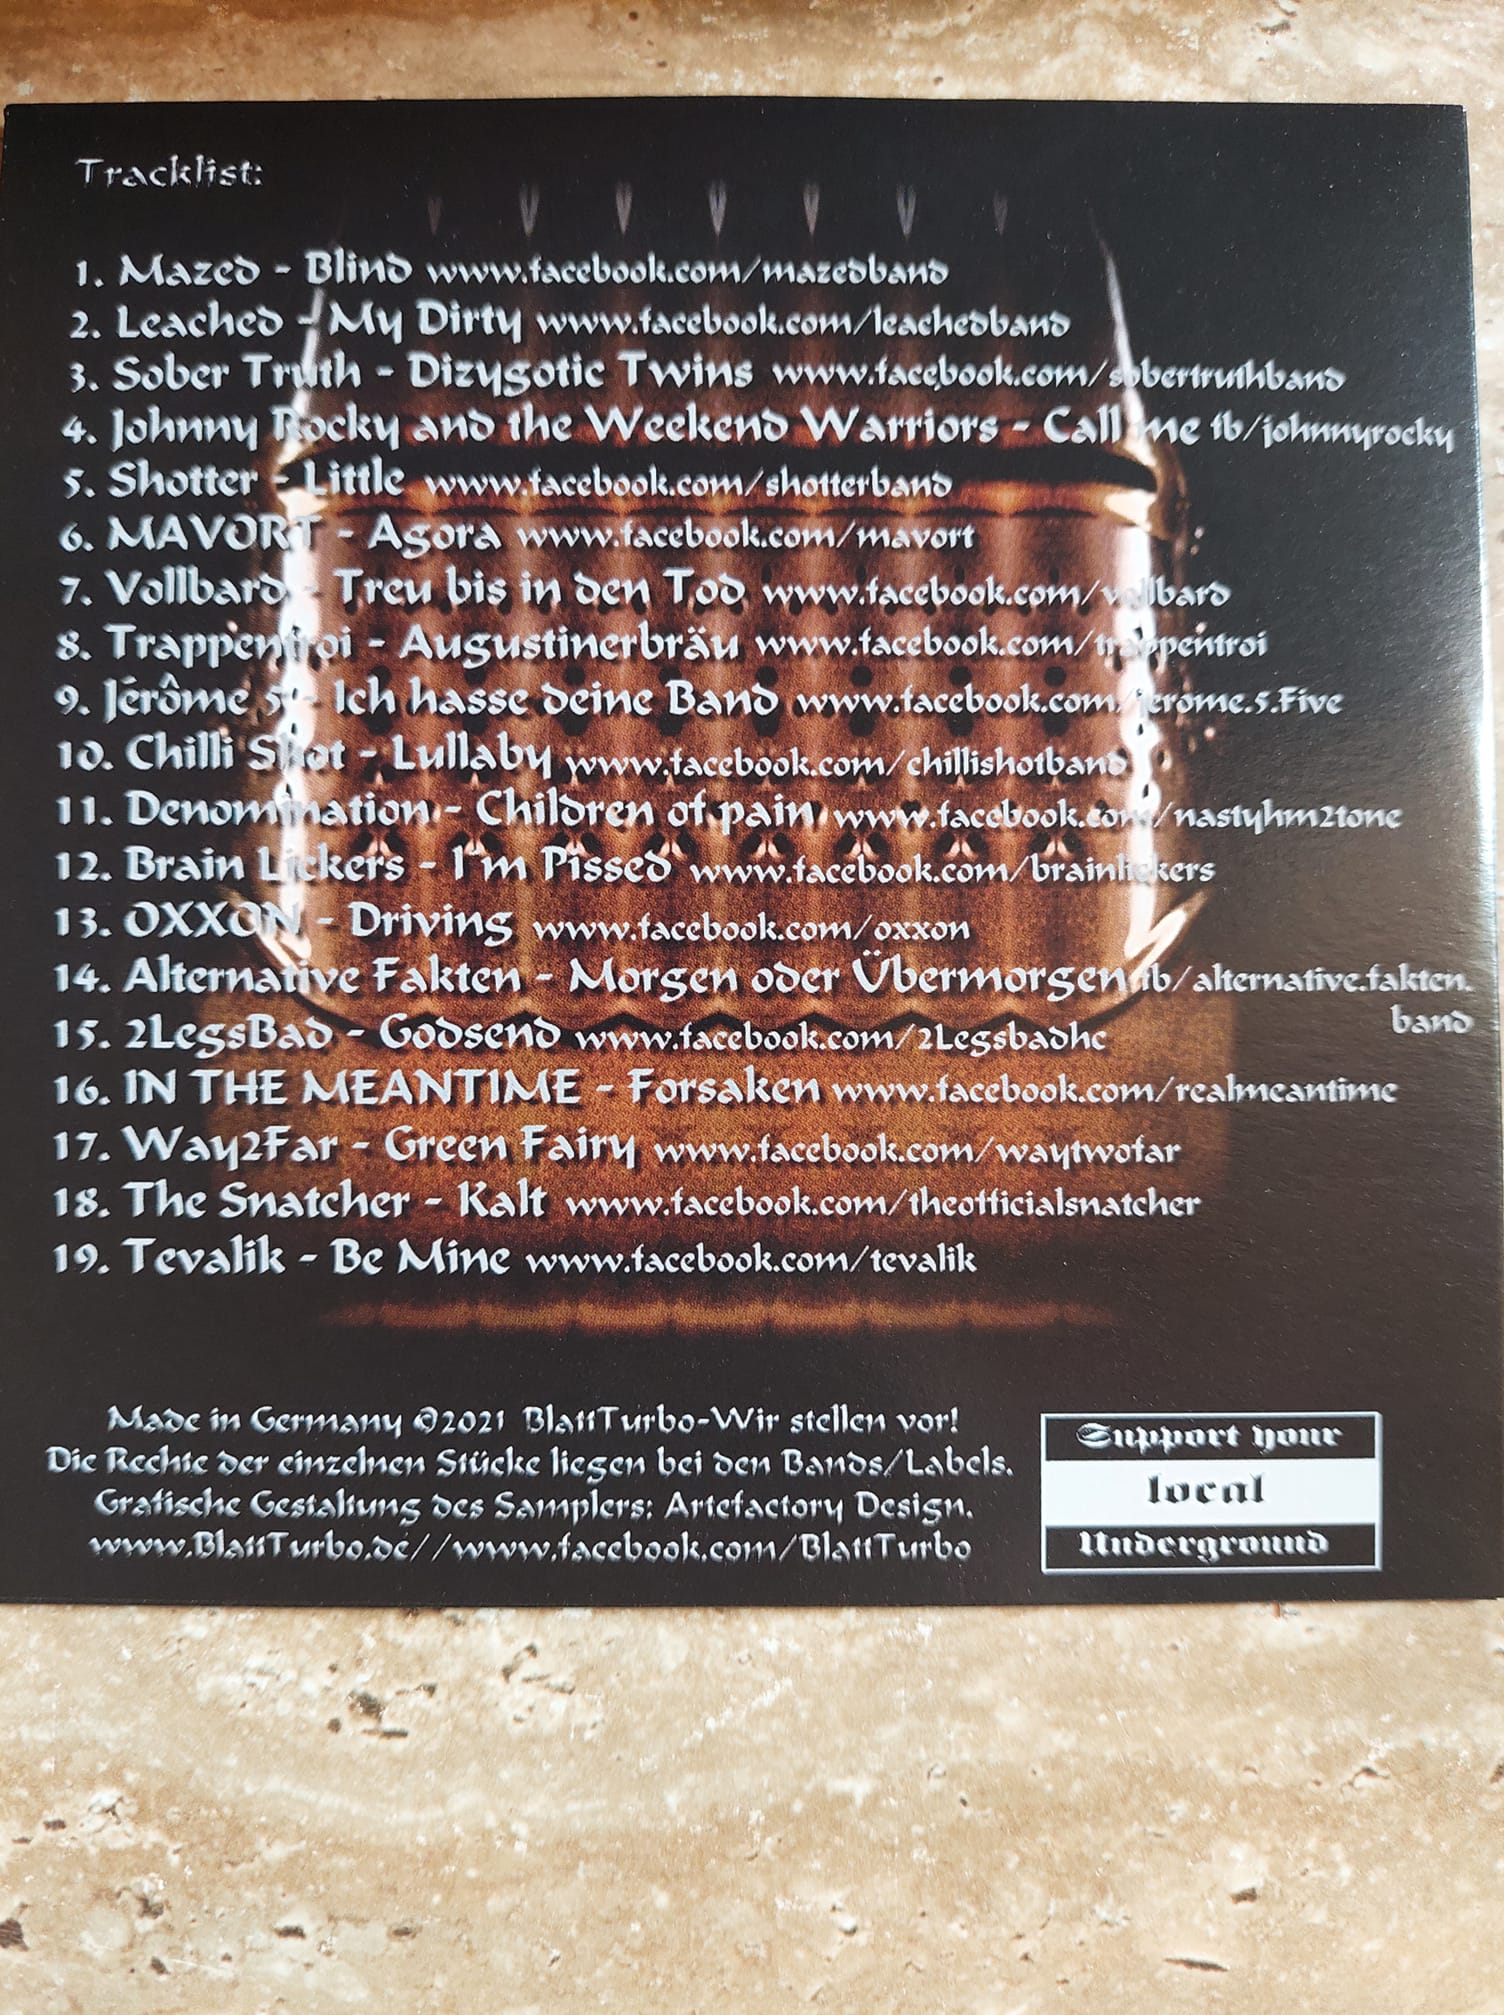 Tracklist:
1. Mazed - Blind www.facebook.com/mazedband
2. Leached - My Dirty www.facebook.com/leachedband
3. Sober Truth - Dizygotic Twins www.facebook.com/sobertruthband
4. Johnny Rocky and the Weekend Warriors - Call me fb/johnnyrocky
5. Shotter - Little www.facebook.com/shotterband
6. MAVORT - Agora www.facebook.com/mavort
7. Vollbard - Treu bis in den Tod www.facebook.com/vollbard
8. Trappentroi - Augustinerbräu www.facebook.com/trappentroi
9. Jérôme 5 - Ich hasse deine Band www.facebook.com/jerome.5.Five
10. Chilli Shot - Lullaby www.facebook.com/chillishotband
11. Denomination - Children of pain www.facebook.com/nastyhm2tone
12. Brain Lickers - I´m Pissed www.facebook.com/brainlickers
13. OXXON - Driving www.facebook.com/oxxon
14. Alternative Fakten - Morgen oder Übermorgen fb/alternative.fakten.
band
15. 2LegsBad - Godsend www.facebook.com/2Legsbadhc
16. IN THE MEANTIME - Forsaken www.facebook.com/realmeantime
17. Way2Far - Green Fairy www.facebook.com/waytwofar
18. The Snatcher - Kalt www.facebook.com/theofficialsnatcher
19. Tevalik - Be Mine www.facebook.com/tevalik
Made in Germany ©2021 BlattTurbo-Wir stellen vor!
Die Rechte der einzelnen Stücke liegen bei den Bands/Labels.
Grafische Gestaltung des Samplers: Artefactory Design.
www.BlattTurbo.de//www.facebook.com/BlattTurbo
Support your
local
Underground